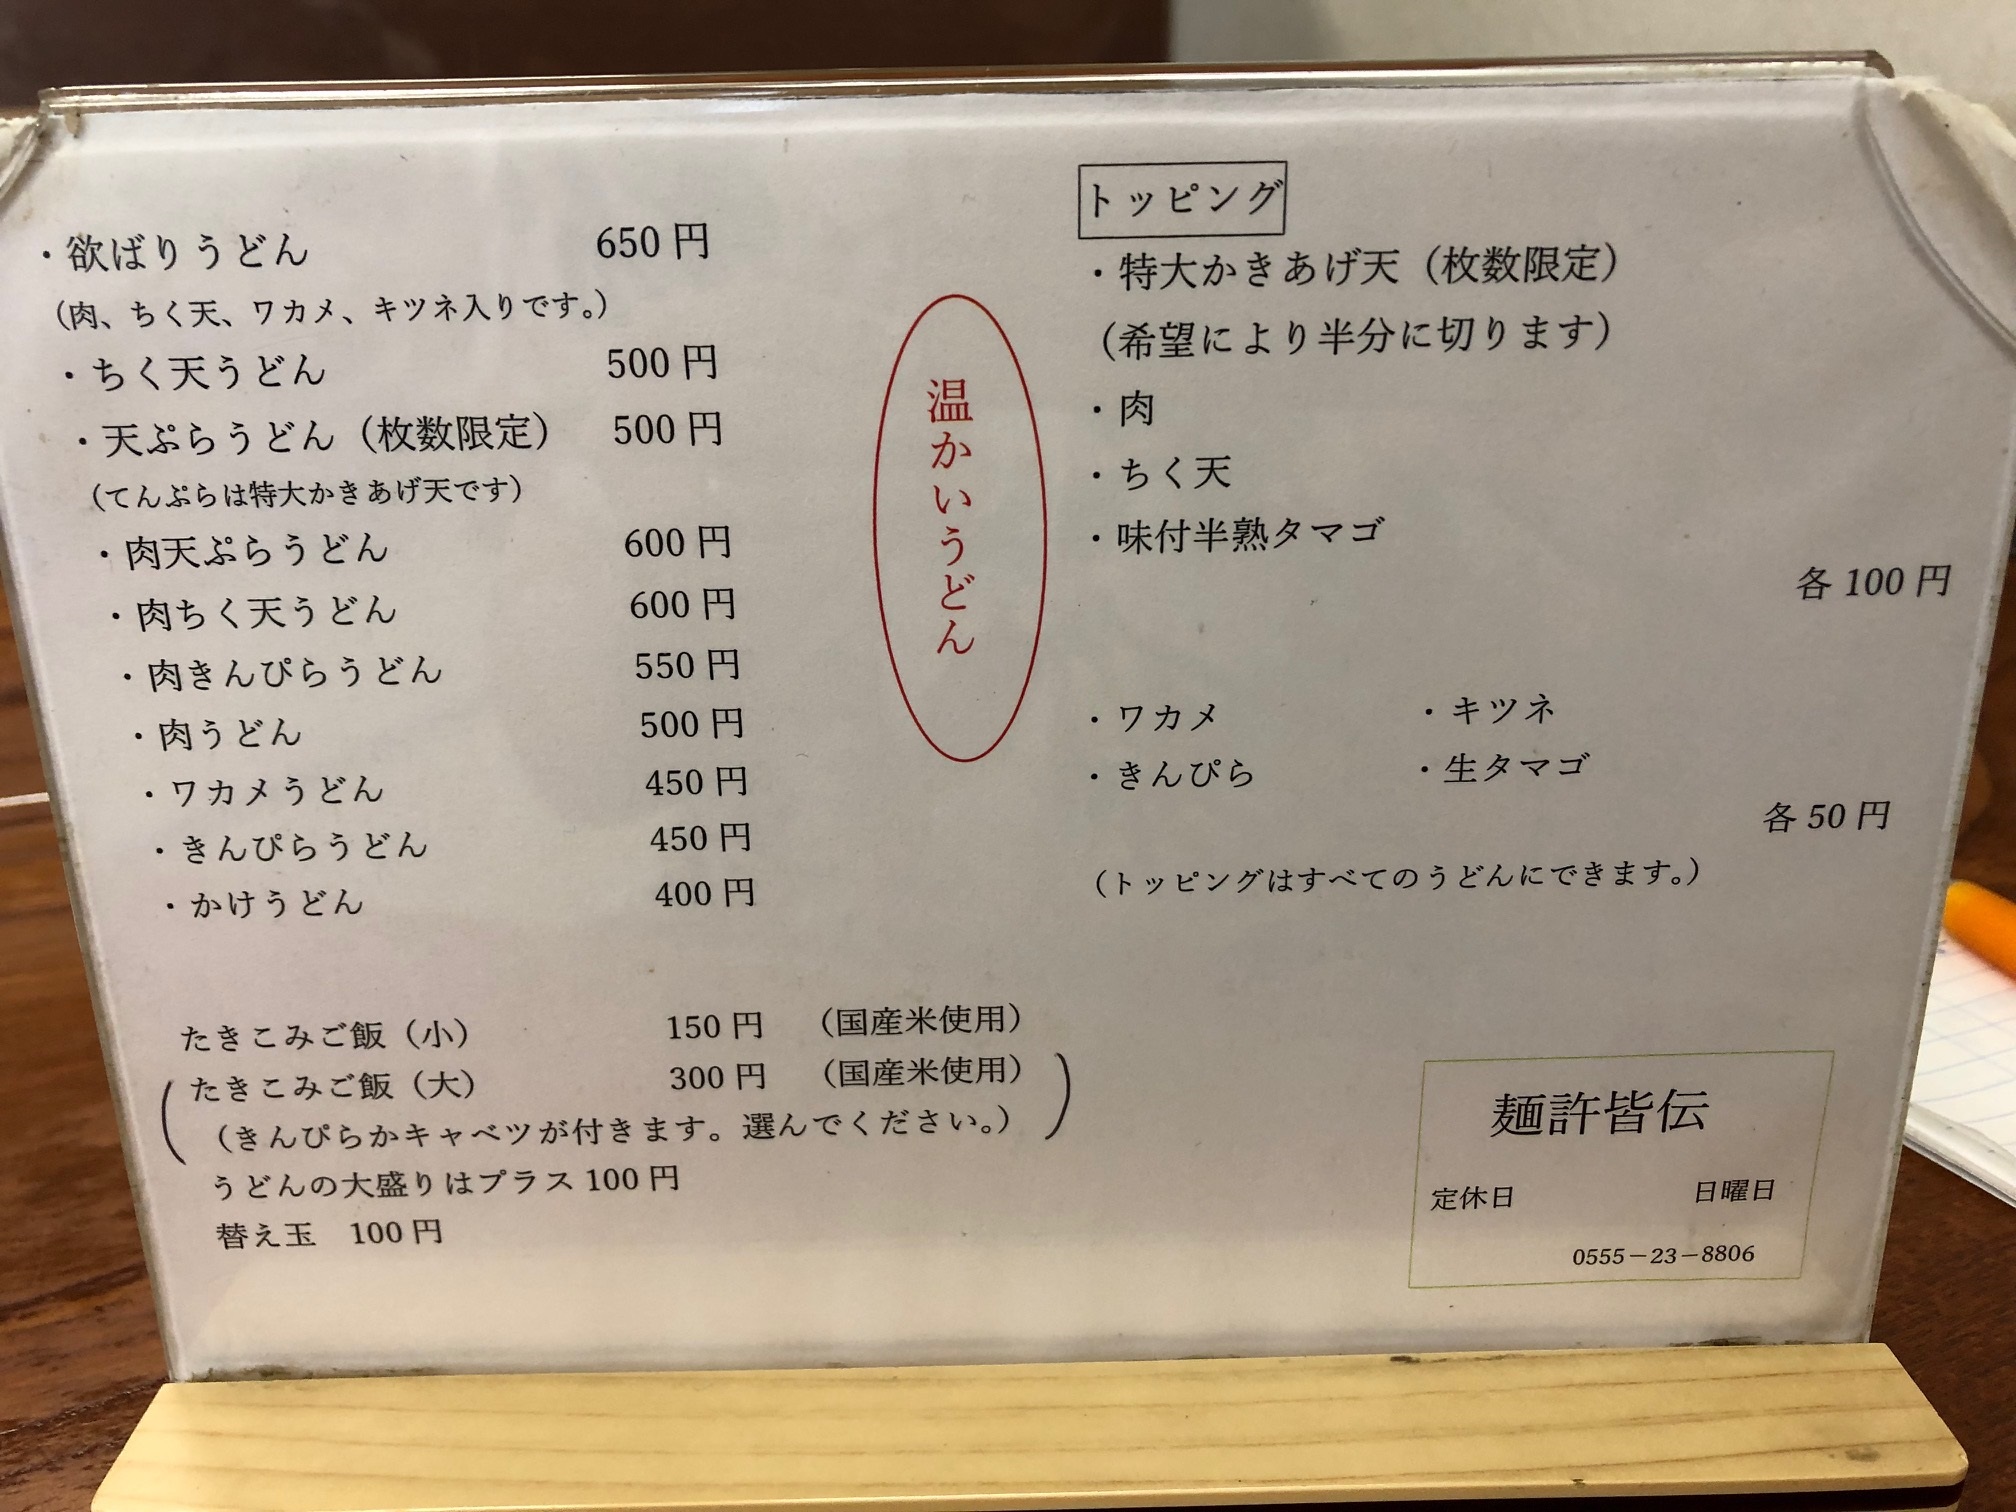 ・欲ばりうどん 650円
（肉、ちく天、ワカメ、キツネ入りです。）
・ちく天うどん 500円
・天ぷらうどん（枚数限定） 500円
（てんぷらは特大かきあげ天です）
・肉天ぷらうどん 600円
・肉ちく天うどん 600円
・肉きんぴらうどん 550円
・肉うどん 500円
・ワカメうどん 450円
・きんぴらうどん 450円
・かけうどん 400円
温かいうどん
たきこみご飯（小） 150円 （国産米使用）
たきこみご飯（大） 300円 （国産米使用）
（きんぴらかキャベツが付きます。選んでください。）
うどんの大盛りはプラス100円
替え玉 100円
トッピング
・特大かきあげ天（枚数限定）
（希望により半分に切ります）
・肉
・ちく天
・味付半熟タマゴ
各100円
・ワカメ ・キツネ
・きんぴら ・生タマゴ
各50円
（トッピングはすべてのうどんにできます。）
麺許皆伝
定休日 日曜日
0555－23－8806